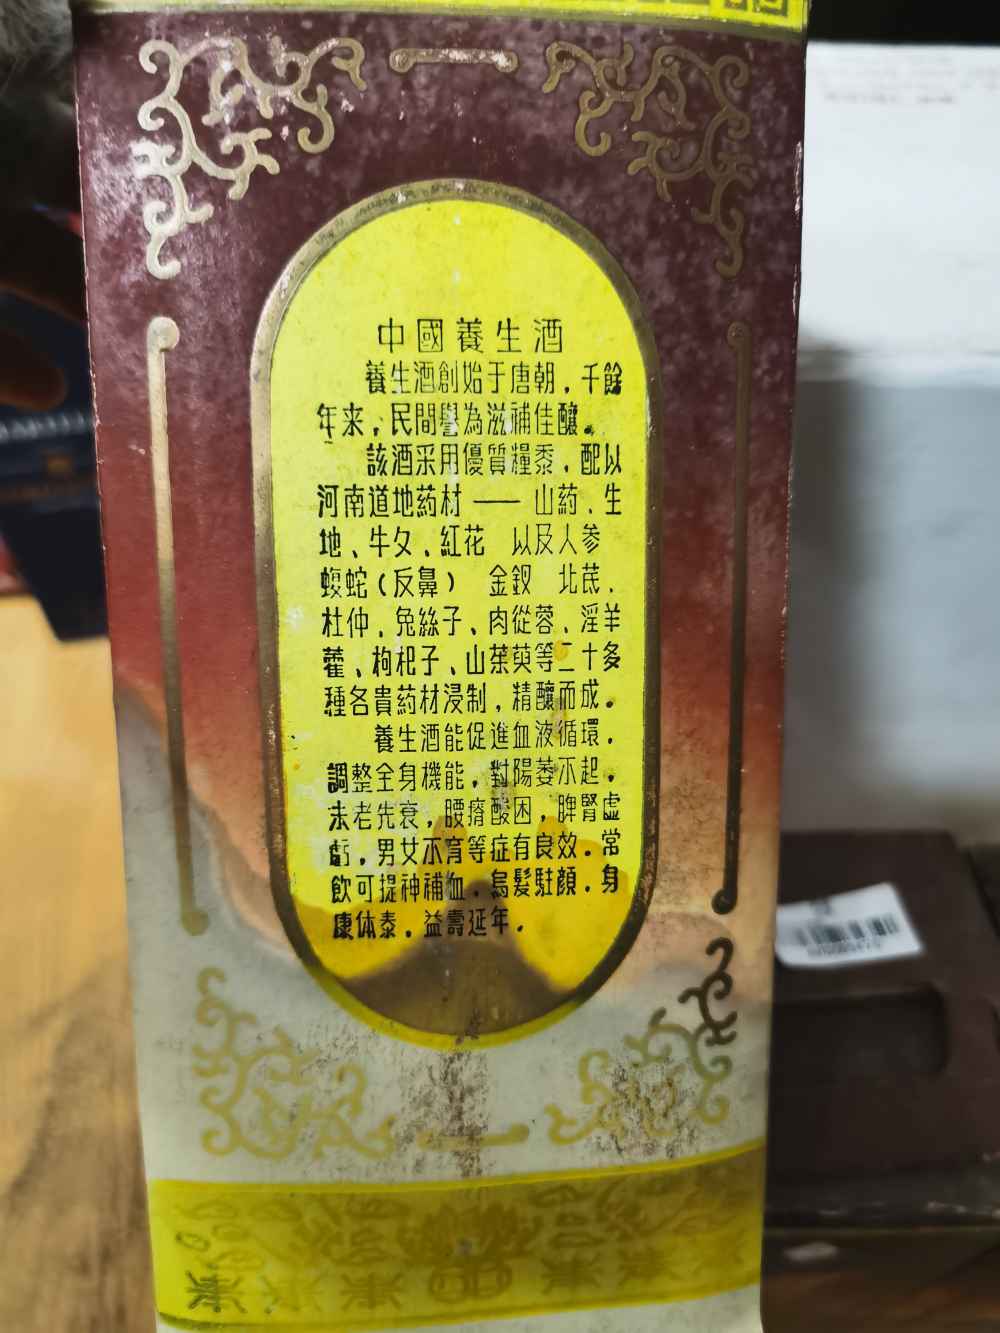 中國養生酒
養生酒創始于唐朝，千餘
年来，民間譽為滋補佳釀。
該酒采用優質糧黍，配以
河南道地药材——山药、生
地、牛夕、紅花 以及人参
蝮蛇（反鼻） 金釵 北芪、
杜仲、兔絲子、肉從蓉、淫羊
藿、枸杞子、山茱萸等二十多
種各貴药材浸制，精釀而成。
養生酒能促進血液循環，
調整全身機能，對陽萎不起，
未老先衰，腰瘠酸困，脾腎虛
虧，男女不育等症有良效。常
飲可提神補血，烏髮駐顏，身
康体泰，益壽延年。